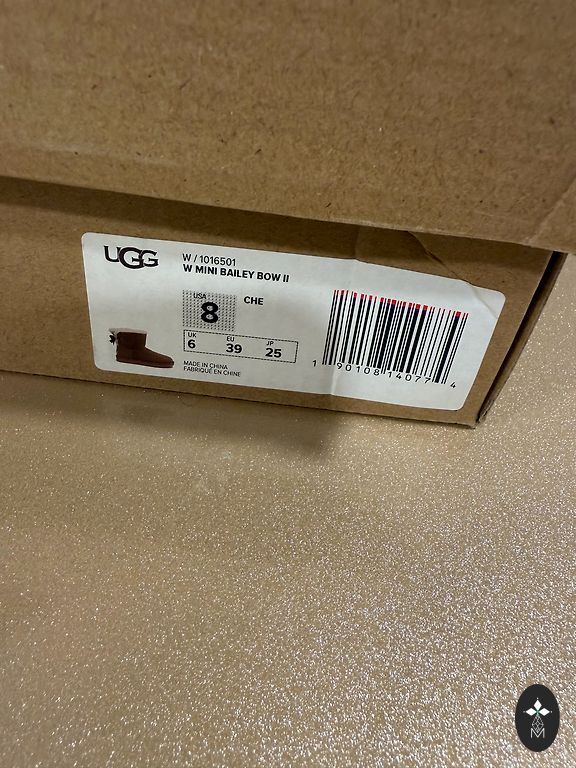 UGG
W / 1016501
W MINI BAILEY BOW II
USA
8
CHE
UK EU JP
6 39 25
MADE IN CHINA
FABRIQUÉ EN CHINE
1 90108 14077 4
M